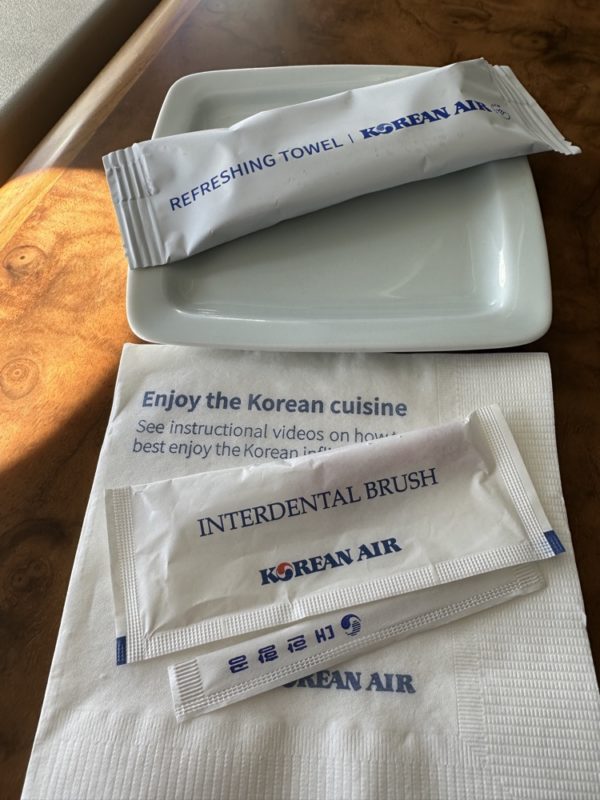 REFRESHING TOWEL | KOREAN AIR
Enjoy the Korean cuisine
See instructional videos on how
best enjoy the Korean
INTERDENTAL BRUSH
KOREAN AIR
대한항공
KOREAN AIR